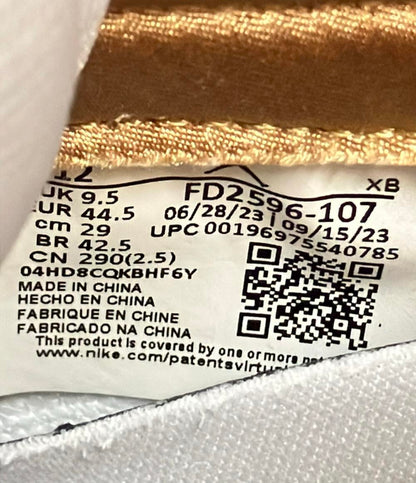 12 XB
UK 9.5 FD2596-107
EUR 44.5 06/28/23 | 09/15/23
cm 29 UPC 00196975540785
BR 42.5
CN 290(2.5)
04HD8CQKBHF6Y
MADE IN CHINA
HECHO EN CHINA
FABRIQUE EN CHINE
FABRICADO NA CHINA
This product is covered by one or more
www.nike.com/patentsvirtu